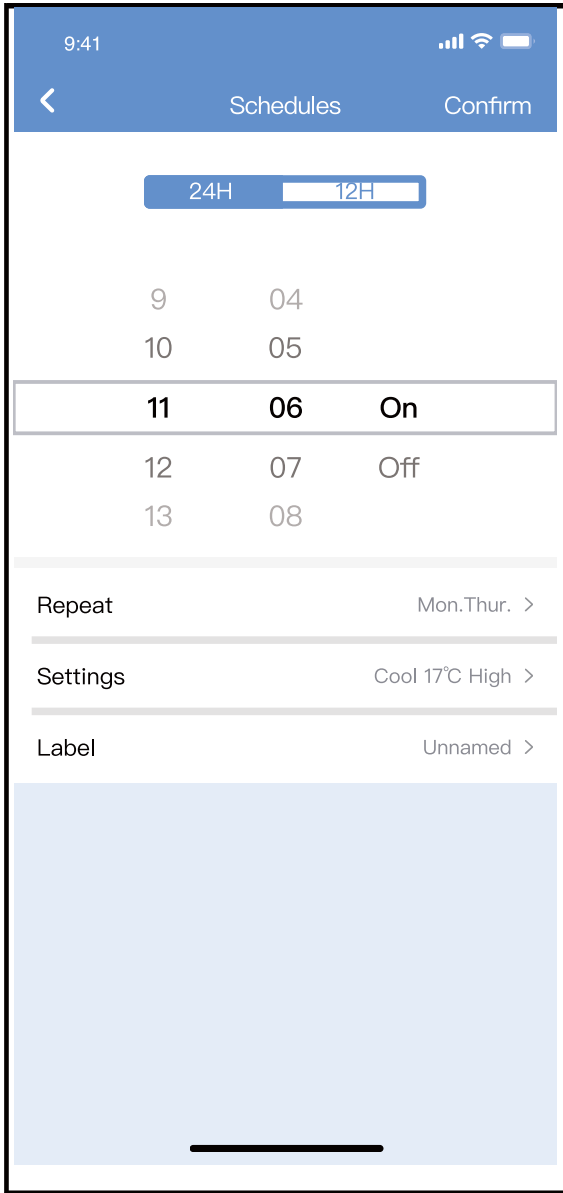 9:41
Schedules Confirm
24H 12H
9 04
10 05
11 06 On
12 07 Off
13 08
Repeat Mon.Thur. >
Settings Cool 17℃ High >
Label Unnamed >